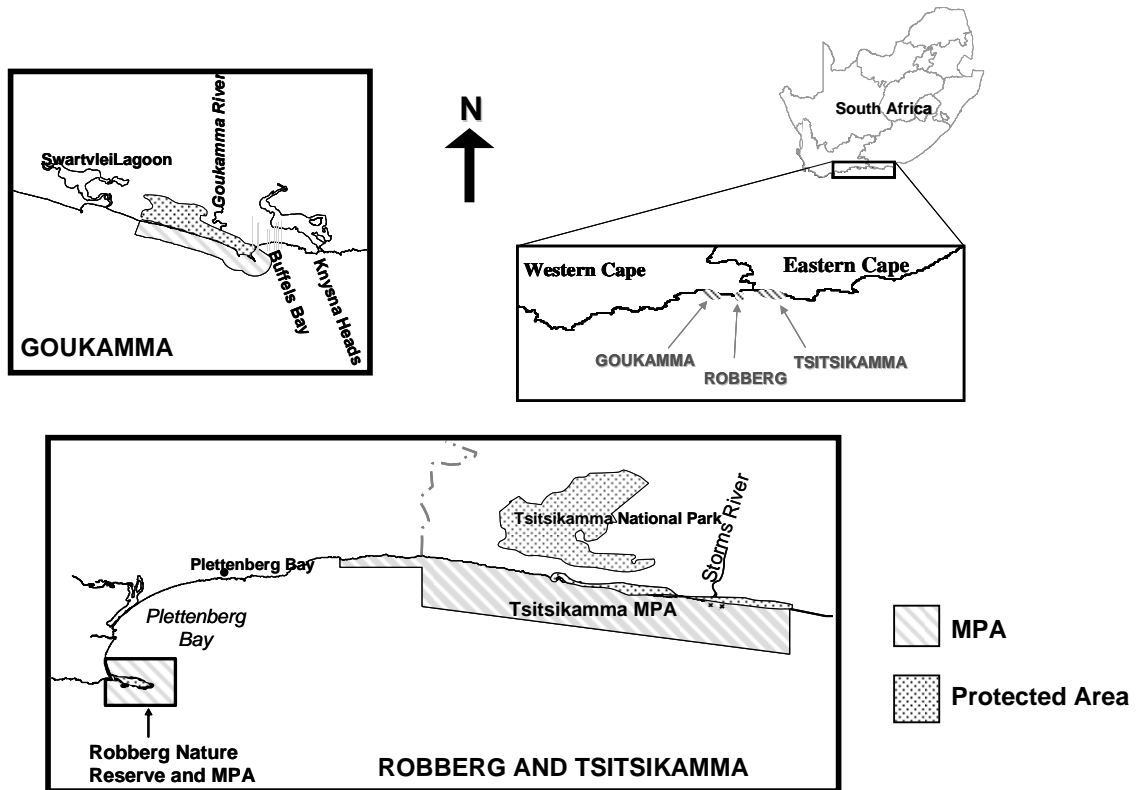 South Africa
N
SwartvleiLagoon
Goukamma River
Buffels Bay
Knysna Heads
GOUKAMMA
Western Cape
Eastern Cape
GOUKAMMA
ROBBERG
TSITSIKAMMA
Tsitsikamma National Park
Storms River
Plettenberg Bay
Plettenberg
Bay
Tsitsikamma MPA
Robberg Nature
Reserve and MPA
ROBBERG AND TSITSIKAMMA
MPA
Protected Area